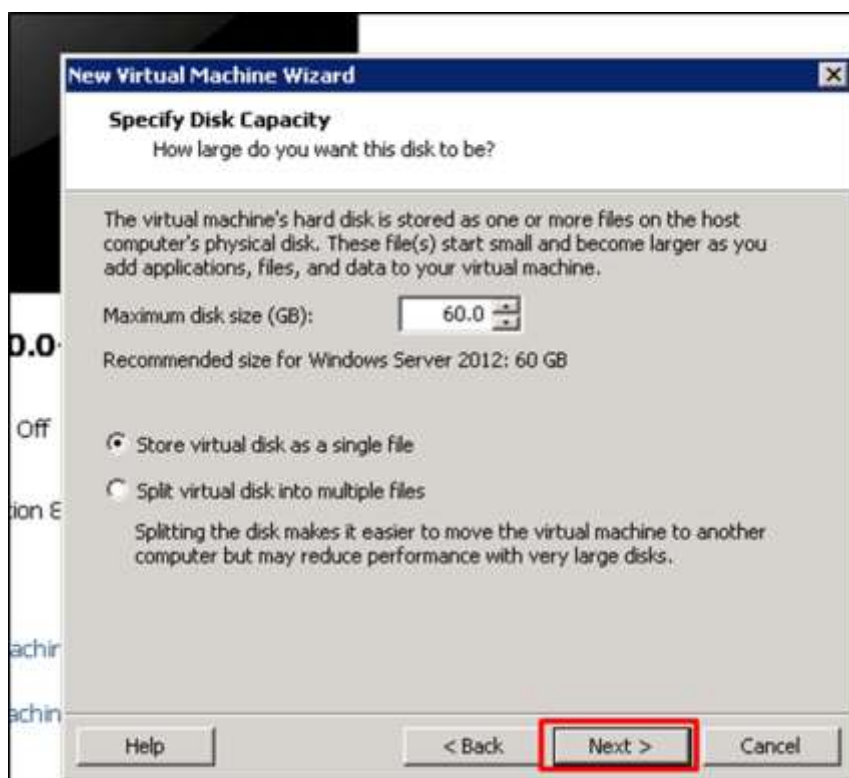 New Virtual Machine Wizard
Specify Disk Capacity
How large do you want this disk to be?
The virtual machine's hard disk is stored as one or more files on the host
computer's physical disk. These file(s) start small and become larger as you
add applications, files, and data to your virtual machine.
Maximum disk size (GB): 60.0
0.0
Recommended size for Windows Server 2012: 60 GB
Off
Store virtual disk as a single file
Split virtual disk into multiple files
Splitting the disk makes it easier to move the virtual machine to another
computer but may reduce performance with very large disks.
Help < Back Next > Cancel